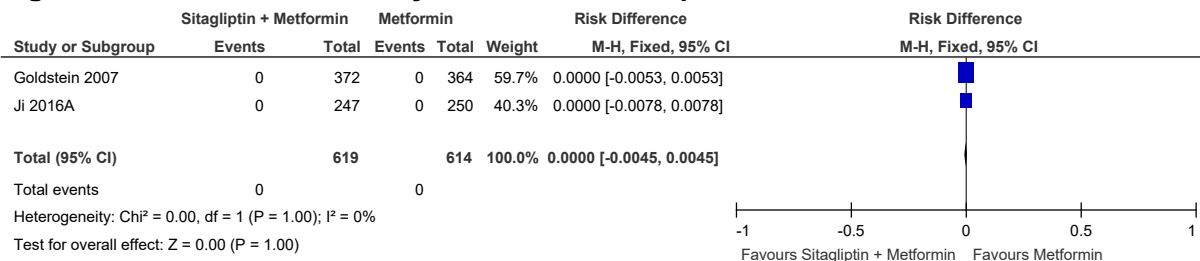 Sitagliptin + Metformin Metformin Risk Difference Risk Difference
Study or Subgroup Events Total Events Total Weight M-H, Fixed, 95% CI M-H, Fixed, 95% CI
Goldstein 2007 0 372 0 364 59.7% 0.0000 [-0.0053, 0.0053]
Ji 2016A 0 247 0 250 40.3% 0.0000 [-0.0078, 0.0078]
Total (95% CI) 619 614 100.0% 0.0000 [-0.0045, 0.0045]
Total events 0 0
Heterogeneity: Chi² = 0.00, df = 1 (P = 1.00); I² = 0%
Test for overall effect: Z = 0.00 (P = 1.00)
-1 -0.5 0 0.5 1
Favours Sitagliptin + Metformin Favours Metformin